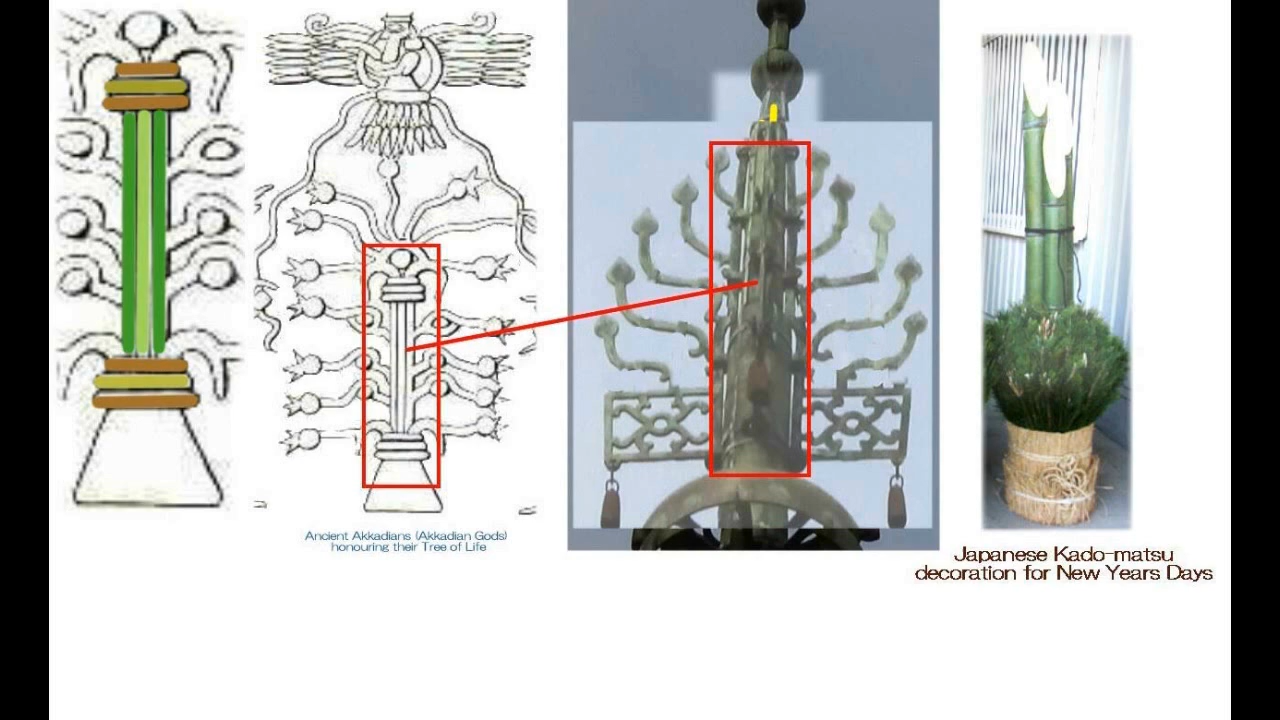 Ancient Akkadians (Akkadian Gods)
honouring their Tree of Life
Japanese Kado-matsu
decoration for New Years Days